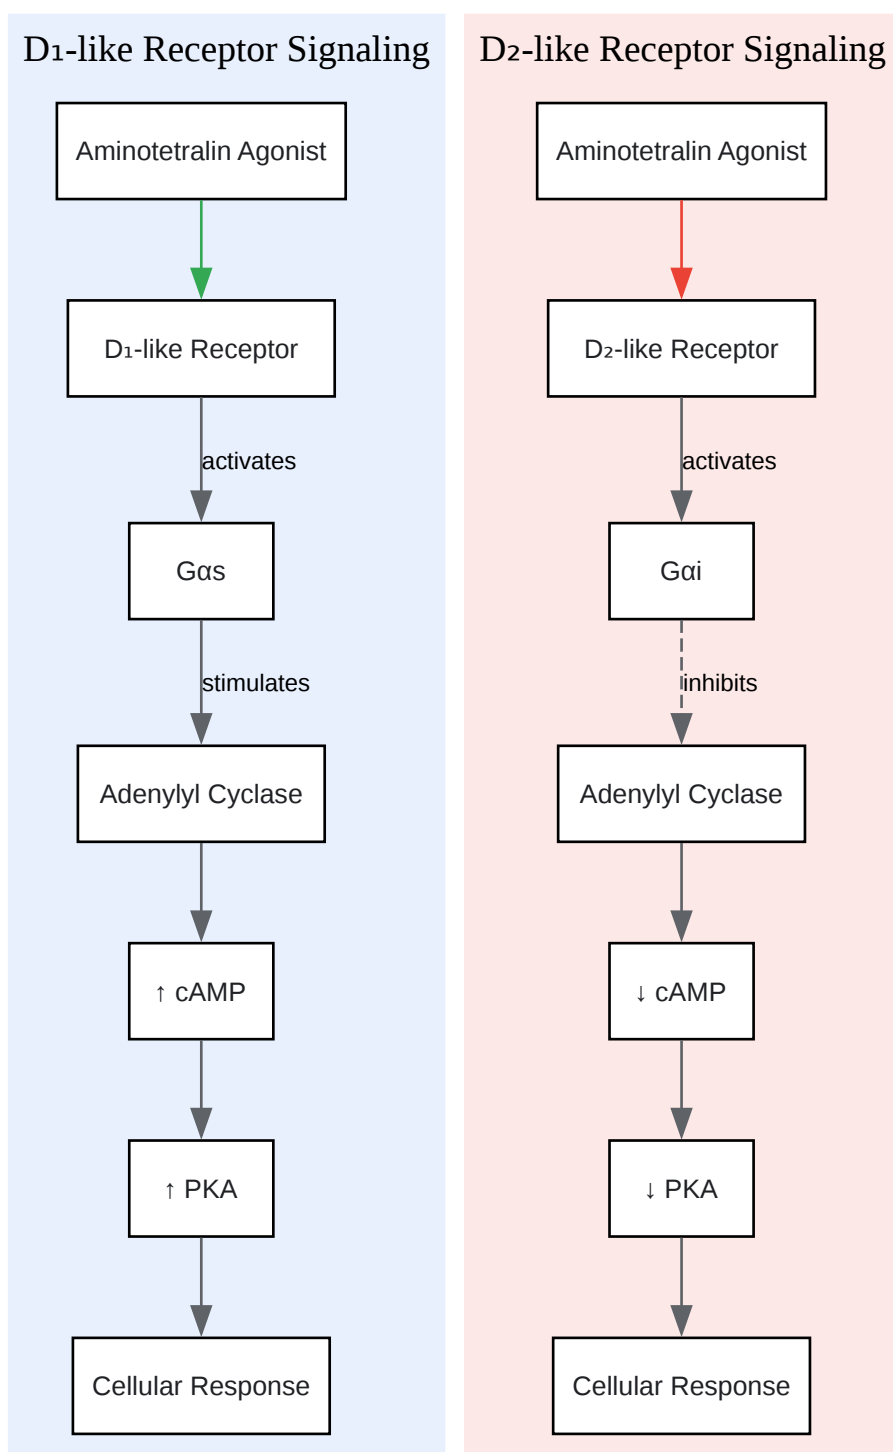 D₁-like Receptor Signaling
Aminotetralin Agonist
D₁-like Receptor
activates
Gαs
stimulates
Adenylyl Cyclase
↑ cAMP
↑ PKA
Cellular Response
D₂-like Receptor Signaling
Aminotetralin Agonist
D₂-like Receptor
activates
Gαi
inhibits
Adenylyl Cyclase
↓ cAMP
↓ PKA
Cellular Response